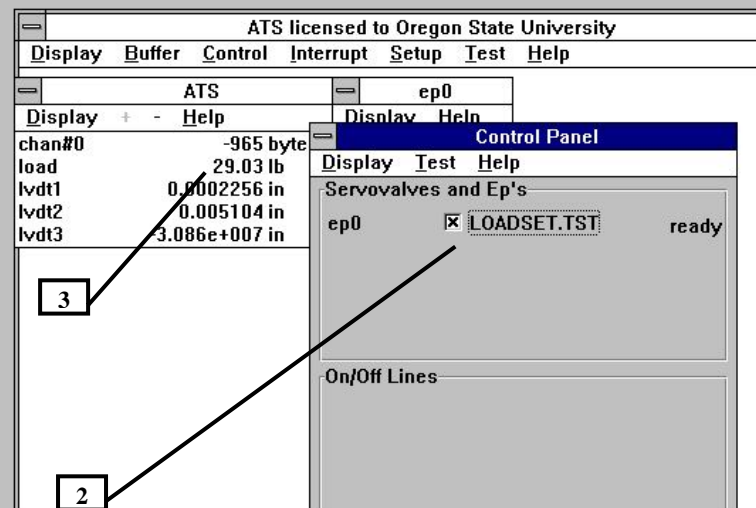 ATS licensed to Oregon State University
Display Buffer Control Interrupt Setup Test Help
ATS
Display + - Help
chan#0 -965 byte
load 29.03 lb
lvdt1 0.0002256 in
lvdt2 0.005104 in
lvdt3 -3.086e+007 in
ep0
Display Help
Control Panel
Display Test Help
Servovalves and Ep's
ep0 LOADSET.TST ready
On/Off Lines
3
2